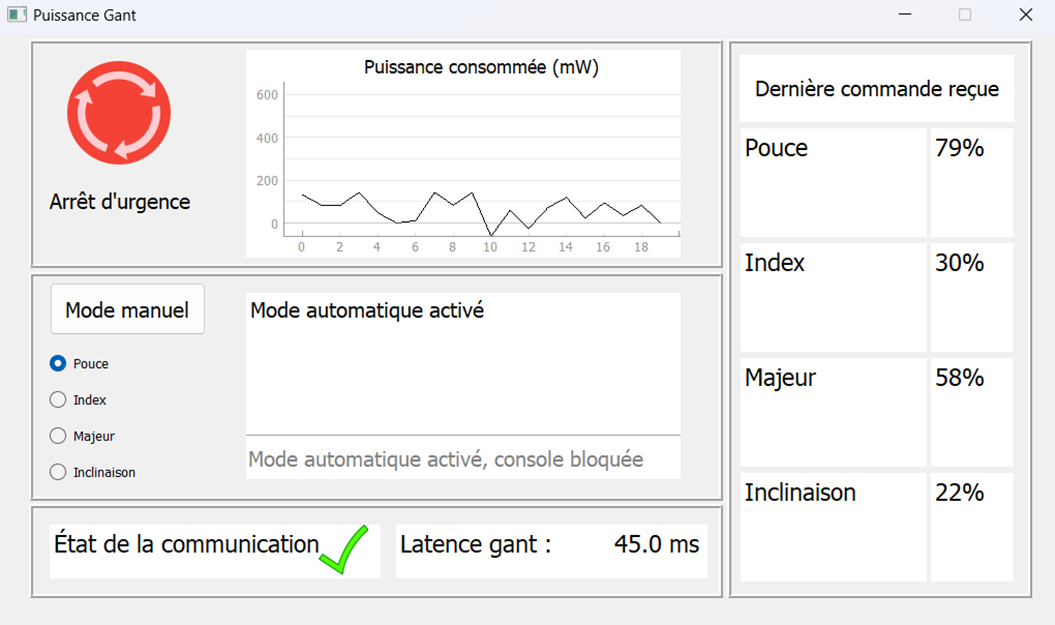 Puissance Gant
Arrêt d'urgence
Puissance consommée (mW)
600
400
200
0
0 2 4 6 8 10 12 14 16 18
Mode manuel
Pouce
Index
Majeur
Inclinaison
Mode automatique activé
Mode automatique activé, console bloquée
État de la communication
Latence gant : 45.0 ms
Dernière commande reçue
Pouce 79%
Index 30%
Majeur 58%
Inclinaison 22%